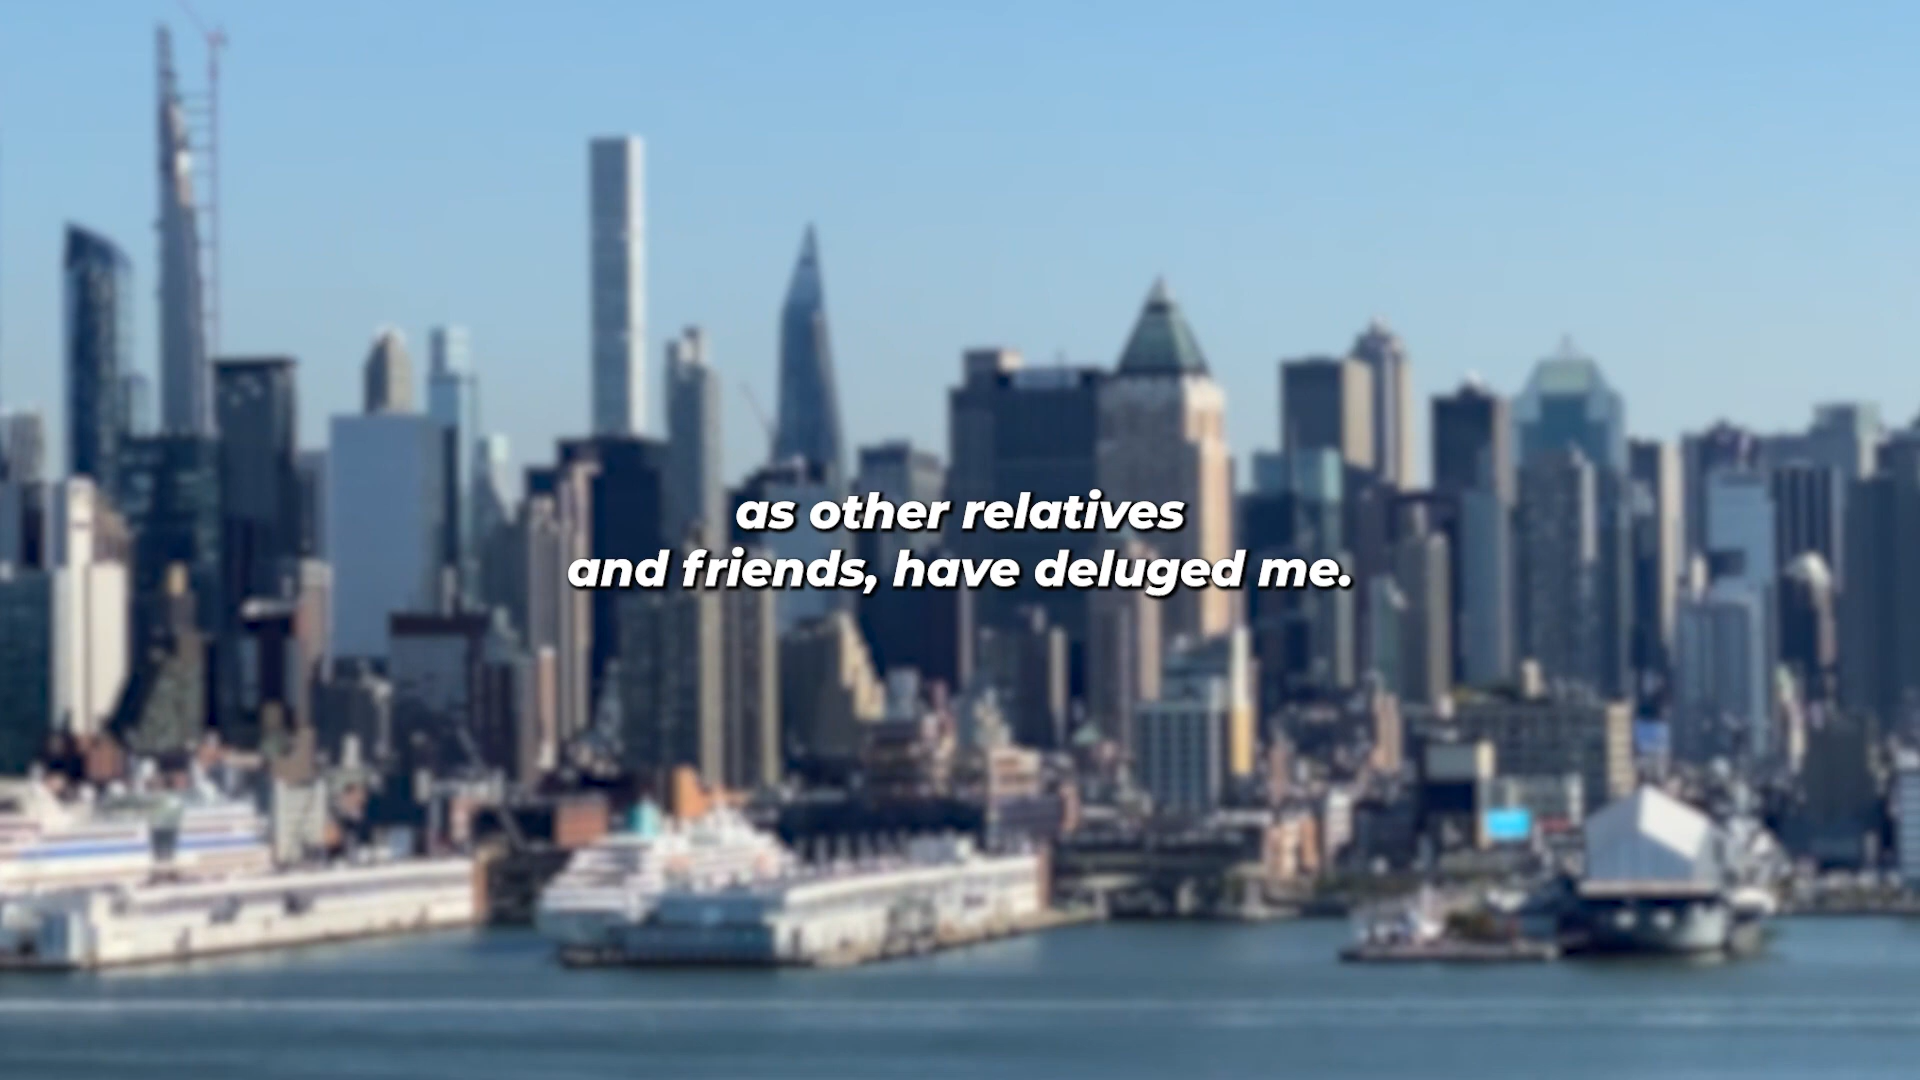 as other relatives
and friends, have deluged me.